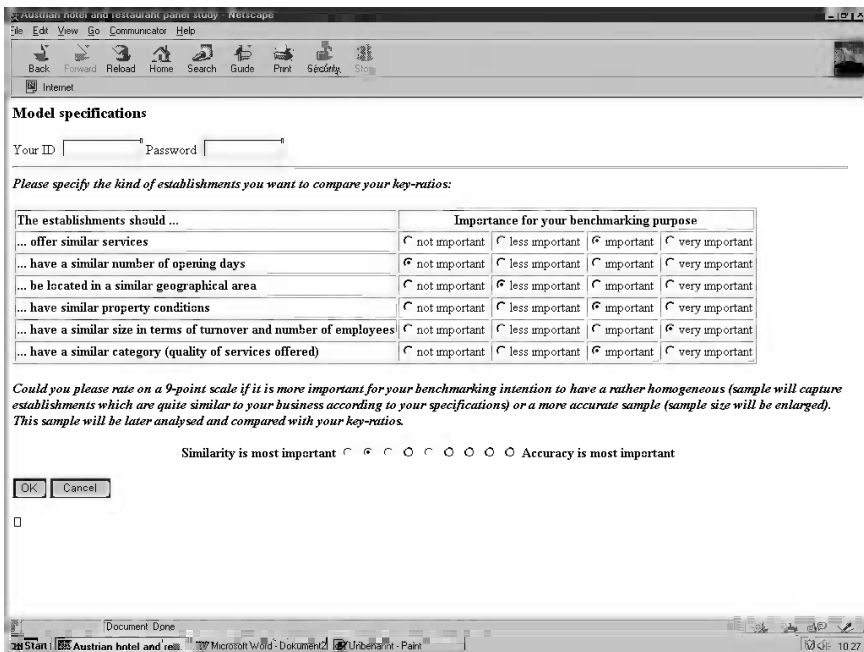 Austrian hotel and restaurant panel study - Netscape
File Edit View Go Communicator Help
Back Forward Reload Home Search Guide Print Security Stop
Internet
Model specifications
Your ID Password
Please specify the kind of establishments you want to compare your key-ratios:
The establishments should ... Importance for your benchmarking purpose
... offer similar services not important less important important very important
... have a similar number of opening days not important less important important very important
... be located in a similar geographical area not important less important important very important
... have similar property conditions not important less important important very important
... have a similar size in terms of turnover and number of employees not important less important important very important
... have a similar category (quality of services offered) not important less important important very important
Could you please rate on a 9-point scale if it is more important for your benchmarking intention to have a rather homogeneous (sample will capture
establishments which are quite similar to your business according to your specifications) or a more accurate sample (sample size will be enlarged).
This sample will be later analysed and compared with your key-ratios.
Similarity is most important Accuracy is most important
OK Cancel
Document Done
Start Austrian hotel and res... Microsoft Word - Dokument2 Unbenannt - Paint 10:27